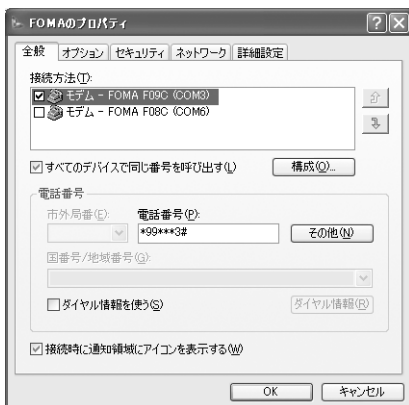 FOMAのプロパティ
全般 オプション セキュリティ ネットワーク 詳細設定
接続方法(T):
モデム - FOMA F09C (COM3)
モデム - FOMA F08C (COM6)
すべてのデバイスで同じ番号を呼び出す(L) 構成(O)...
電話番号
市外局番(E): 電話番号(P):
*99***3# その他(N)
国番号/地域番号(G):
ダイヤル情報を使う(S) ダイヤル情報(R)
接続時に通知領域にアイコンを表示する(W)
OK キャンセル